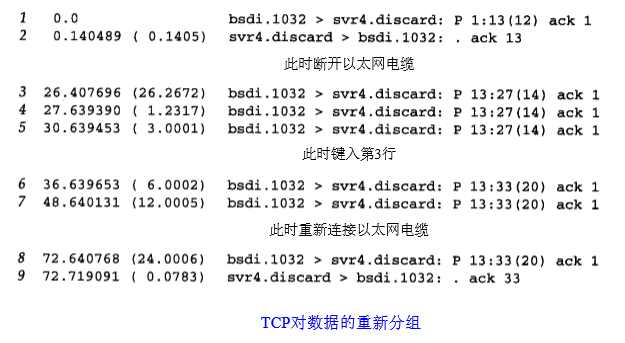 1 0.0 bsdi.1032 > svr4.discard: P 1:13(12) ack 1
2 0.140489 ( 0.1405) svr4.discard > bsdi.1032: . ack 13
此时断开以太网电缆
3 26.407696 (26.2672) bsdi.1032 > svr4.discard: P 13:27(14) ack 1
4 27.639390 ( 1.2317) bsdi.1032 > svr4.discard: P 13:27(14) ack 1
5 30.639453 ( 3.0001) bsdi.1032 > svr4.discard: P 13:27(14) ack 1
此时键入第3行
6 36.639653 ( 6.0002) bsdi.1032 > svr4.discard: P 13:33(20) ack 1
7 48.640131 (12.0005) bsdi.1032 > svr4.discard: P 13:33(20) ack 1
此时重新连接以太网电缆
8 72.640768 (24.0006) bsdi.1032 > svr4.discard: P 13:33(20) ack 1
9 72.719091 ( 0.0783) svr4.discard > bsdi.1032: . ack 33
TCP对数据的重新分组